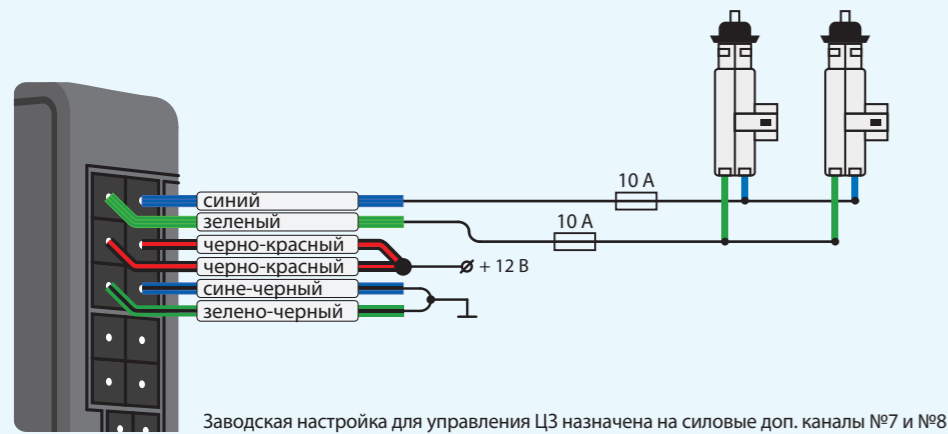 10 А
синий
зеленый
10 А
черно-красный
черно-красный
+ 12 В
сине-черный
зелено-черный
Заводская настройка для управления ЦЗ назначена на силовые доп. каналы №7 и №8